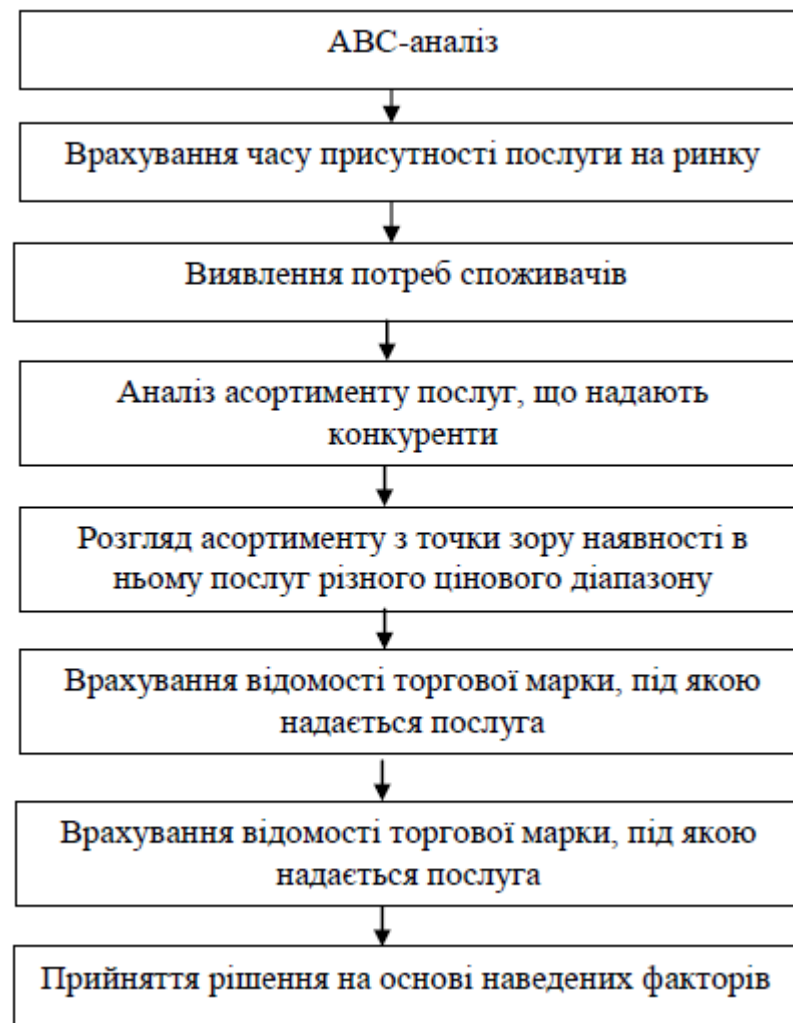 АВС-аналіз
Врахування часу присутності послуги на ринку
Виявлення потреб споживачів
Аналіз асортименту послуг, що надають
конкуренти
Розгляд асортименту з точки зору наявності в
ньому послуг різного цінового діапазону
Врахування відомості торгової марки, під якою
надається послуга
Врахування відомості торгової марки, під якою
надається послуга
Прийняття рішення на основі наведених факторів